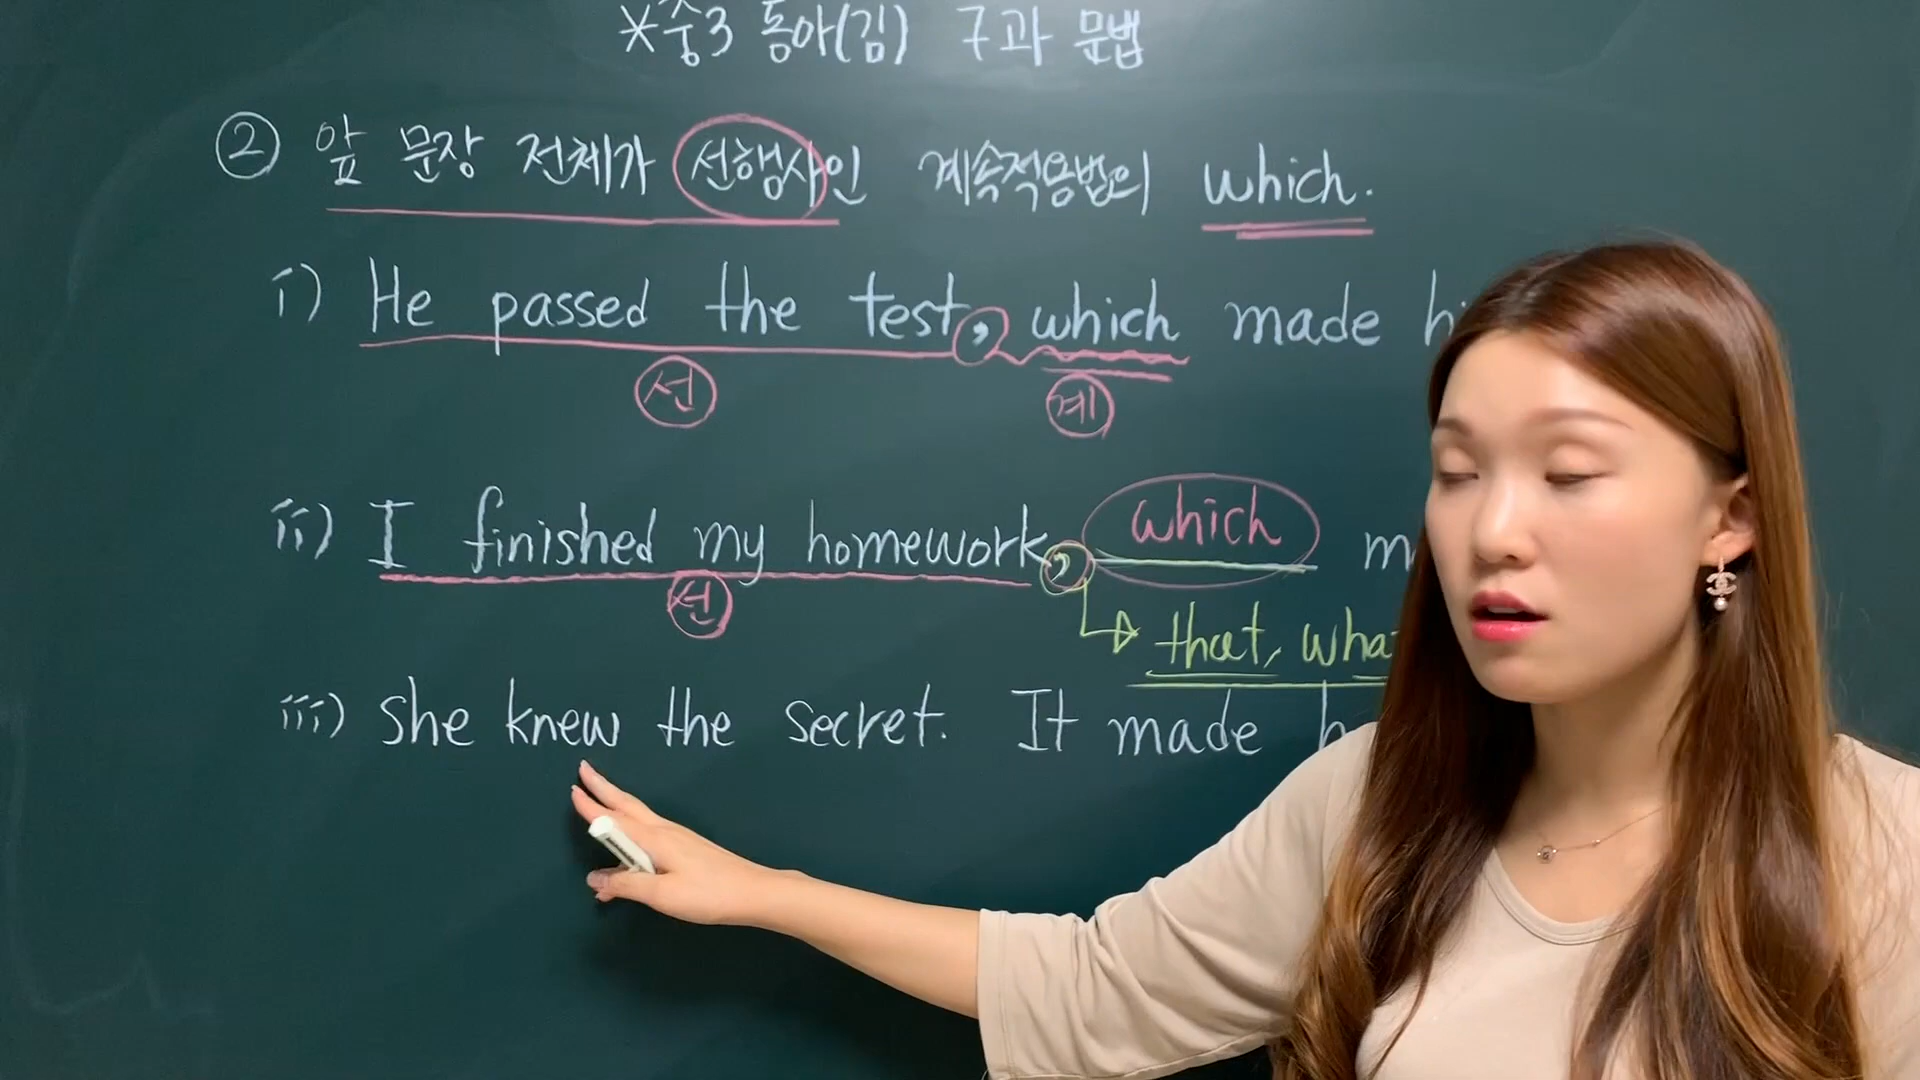 *중3 동아(김) 7과 문법
② 앞 문장 전체가 선행사인 계속적용법의 which.
i) He passed the test, which made
선 계
ii) I finished my homework, which
선
that,
iii) She knew the secret. It made